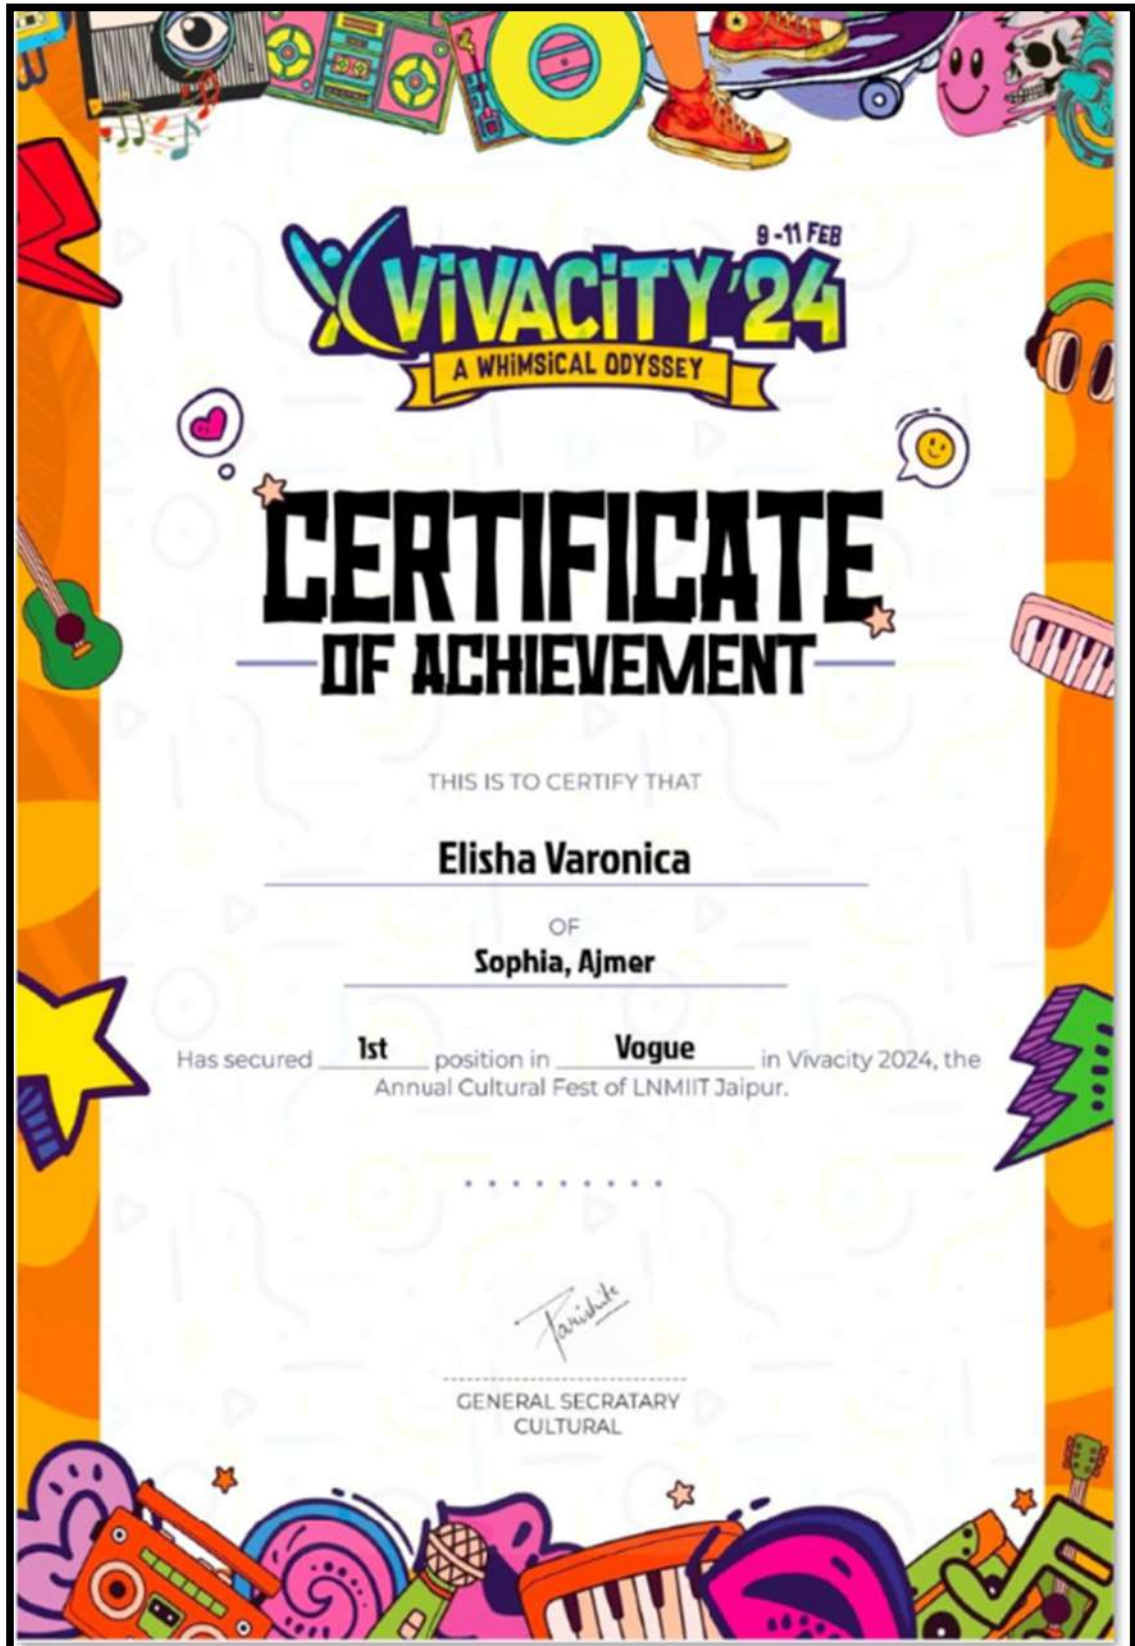 9 - 11 FEB
ViVACiTY '24
A WHiMSiCAL ODYSSEY
CERTIFICATE
OF ACHIEVEMENT
THIS IS TO CERTIFY THAT
Elisha Varonica
OF
Sophia, Ajmer
Has secured 1st position in Vogue in Vivacity 2024, the
Annual Cultural Fest of LNMIIT Jaipur.
GENERAL SECRATARY
CULTURAL